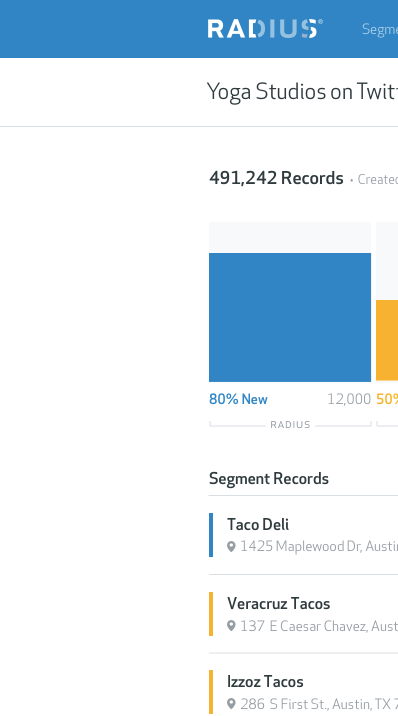 RADIUS®
Segme
Yoga Studios on Twitt
491,242 Records • Created
80% New 12,000 50%
RADIUS
Segment Records
Taco Deli
1425 Maplewood Dr, Austin
Veracruz Tacos
137 E Caesar Chavez, Aust
Izzoz Tacos
286 S First St., Austin, TX 7